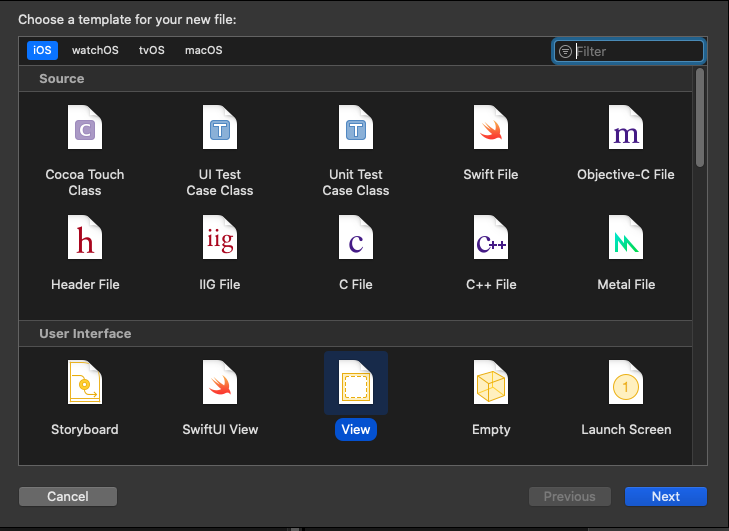 Choose a template for your new file:
iOS watchOS tvOS macOS Filter
Source
C T T m
Cocoa Touch Class UI Test Case Class Unit Test Case Class Swift File Objective-C File
h iig C C++
Header File IIG File C File C++ File Metal File
User Interface
1
Storyboard SwiftUI View View Empty Launch Screen
Cancel Previous Next